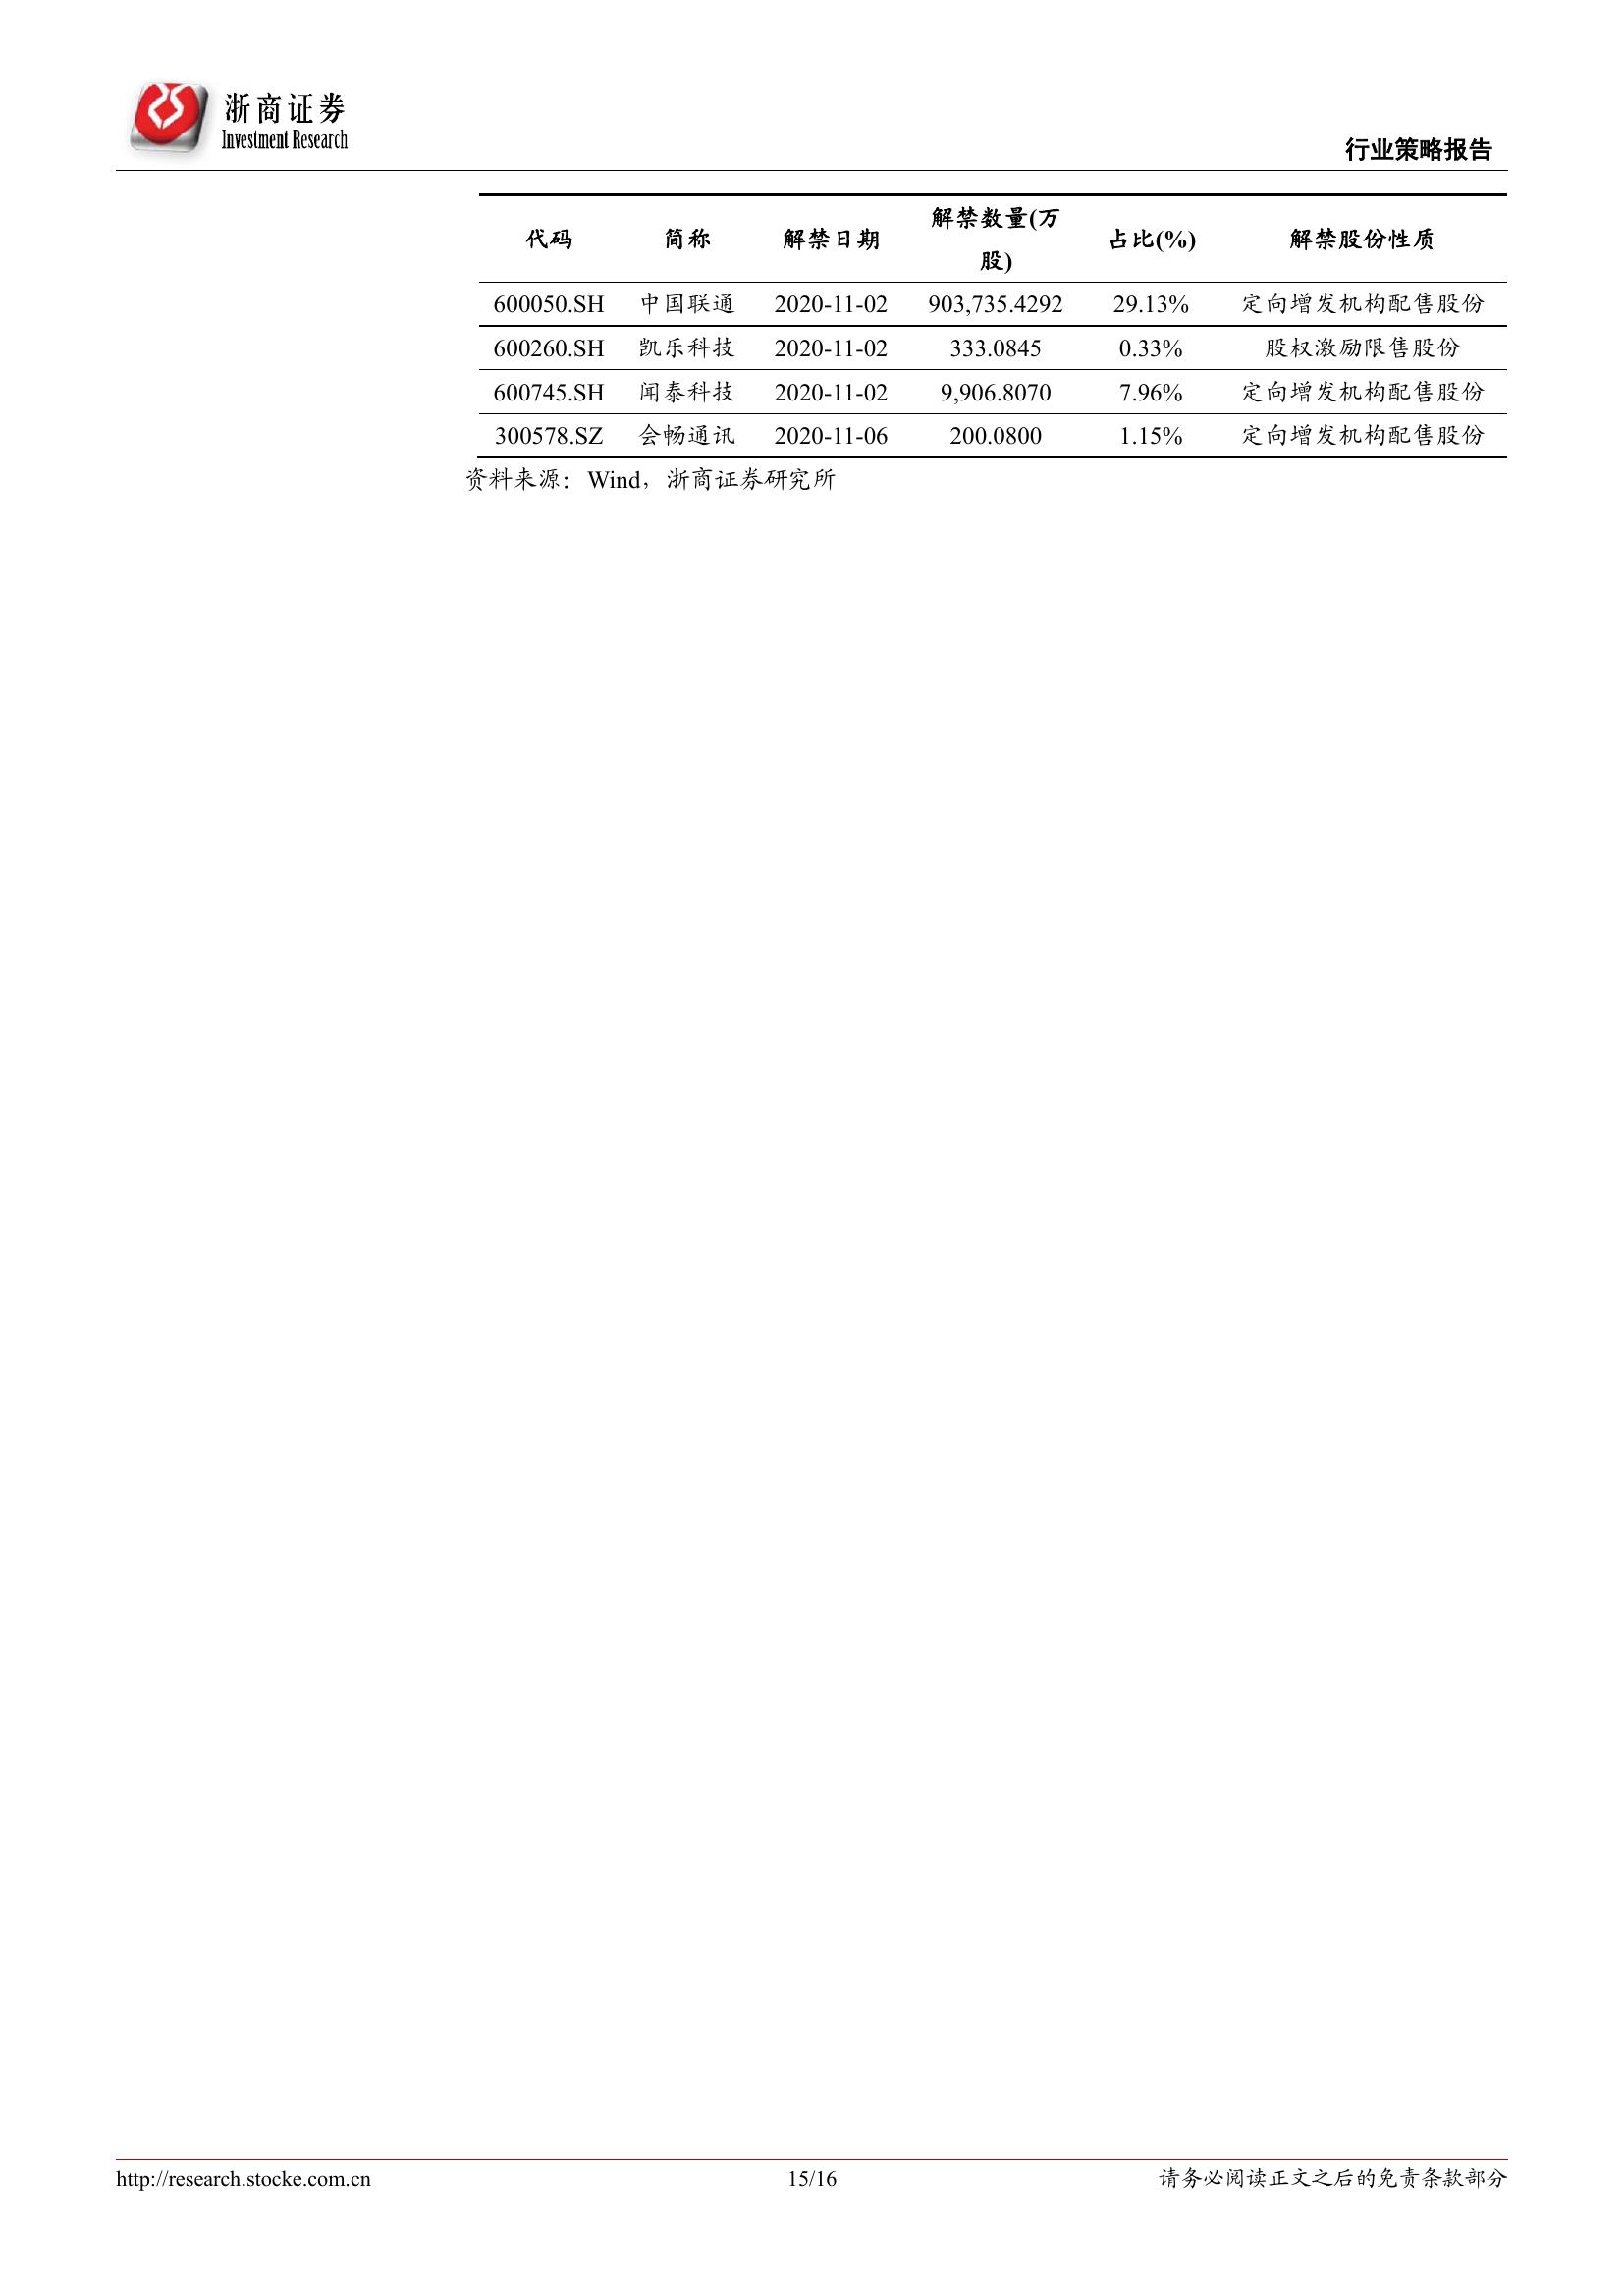 浙商证券
Investment Research
行业策略报告
代码 简称 解禁日期 解禁数量(万股) 占比(%) 解禁股份性质
600050.SH 中国联通 2020-11-02 903,735.4292 29.13% 定向增发机构配售股份
600260.SH 凯乐科技 2020-11-02 333.0845 0.33% 股权激励限售股份
600745.SH 闻泰科技 2020-11-02 9,906.8070 7.96% 定向增发机构配售股份
300578.SZ 会畅通讯 2020-11-06 200.0800 1.15% 定向增发机构配售股份
资料来源：Wind，浙商证券研究所
http://research.stocke.com.cn 15/16 请务必阅读正文之后的免责条款部分